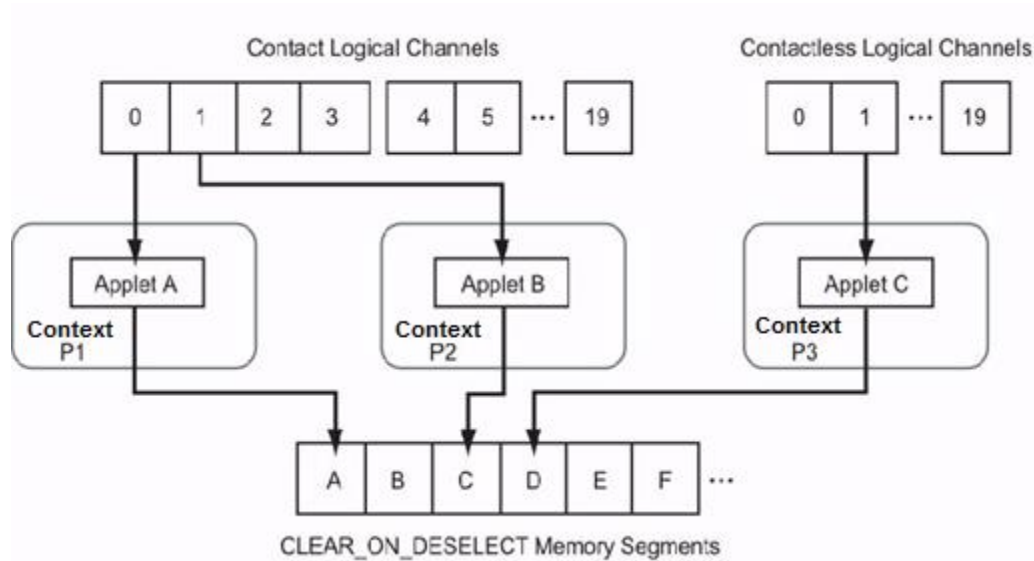 Contact Logical Channels
Contactless Logical Channels
0 1 2 3 4 5 ... 19
0 1 ... 19
Applet A
Applet B
Applet C
Context
P1
Context
P2
Context
P3
A B C D E F ...
CLEAR_ON_DESELECT Memory Segments